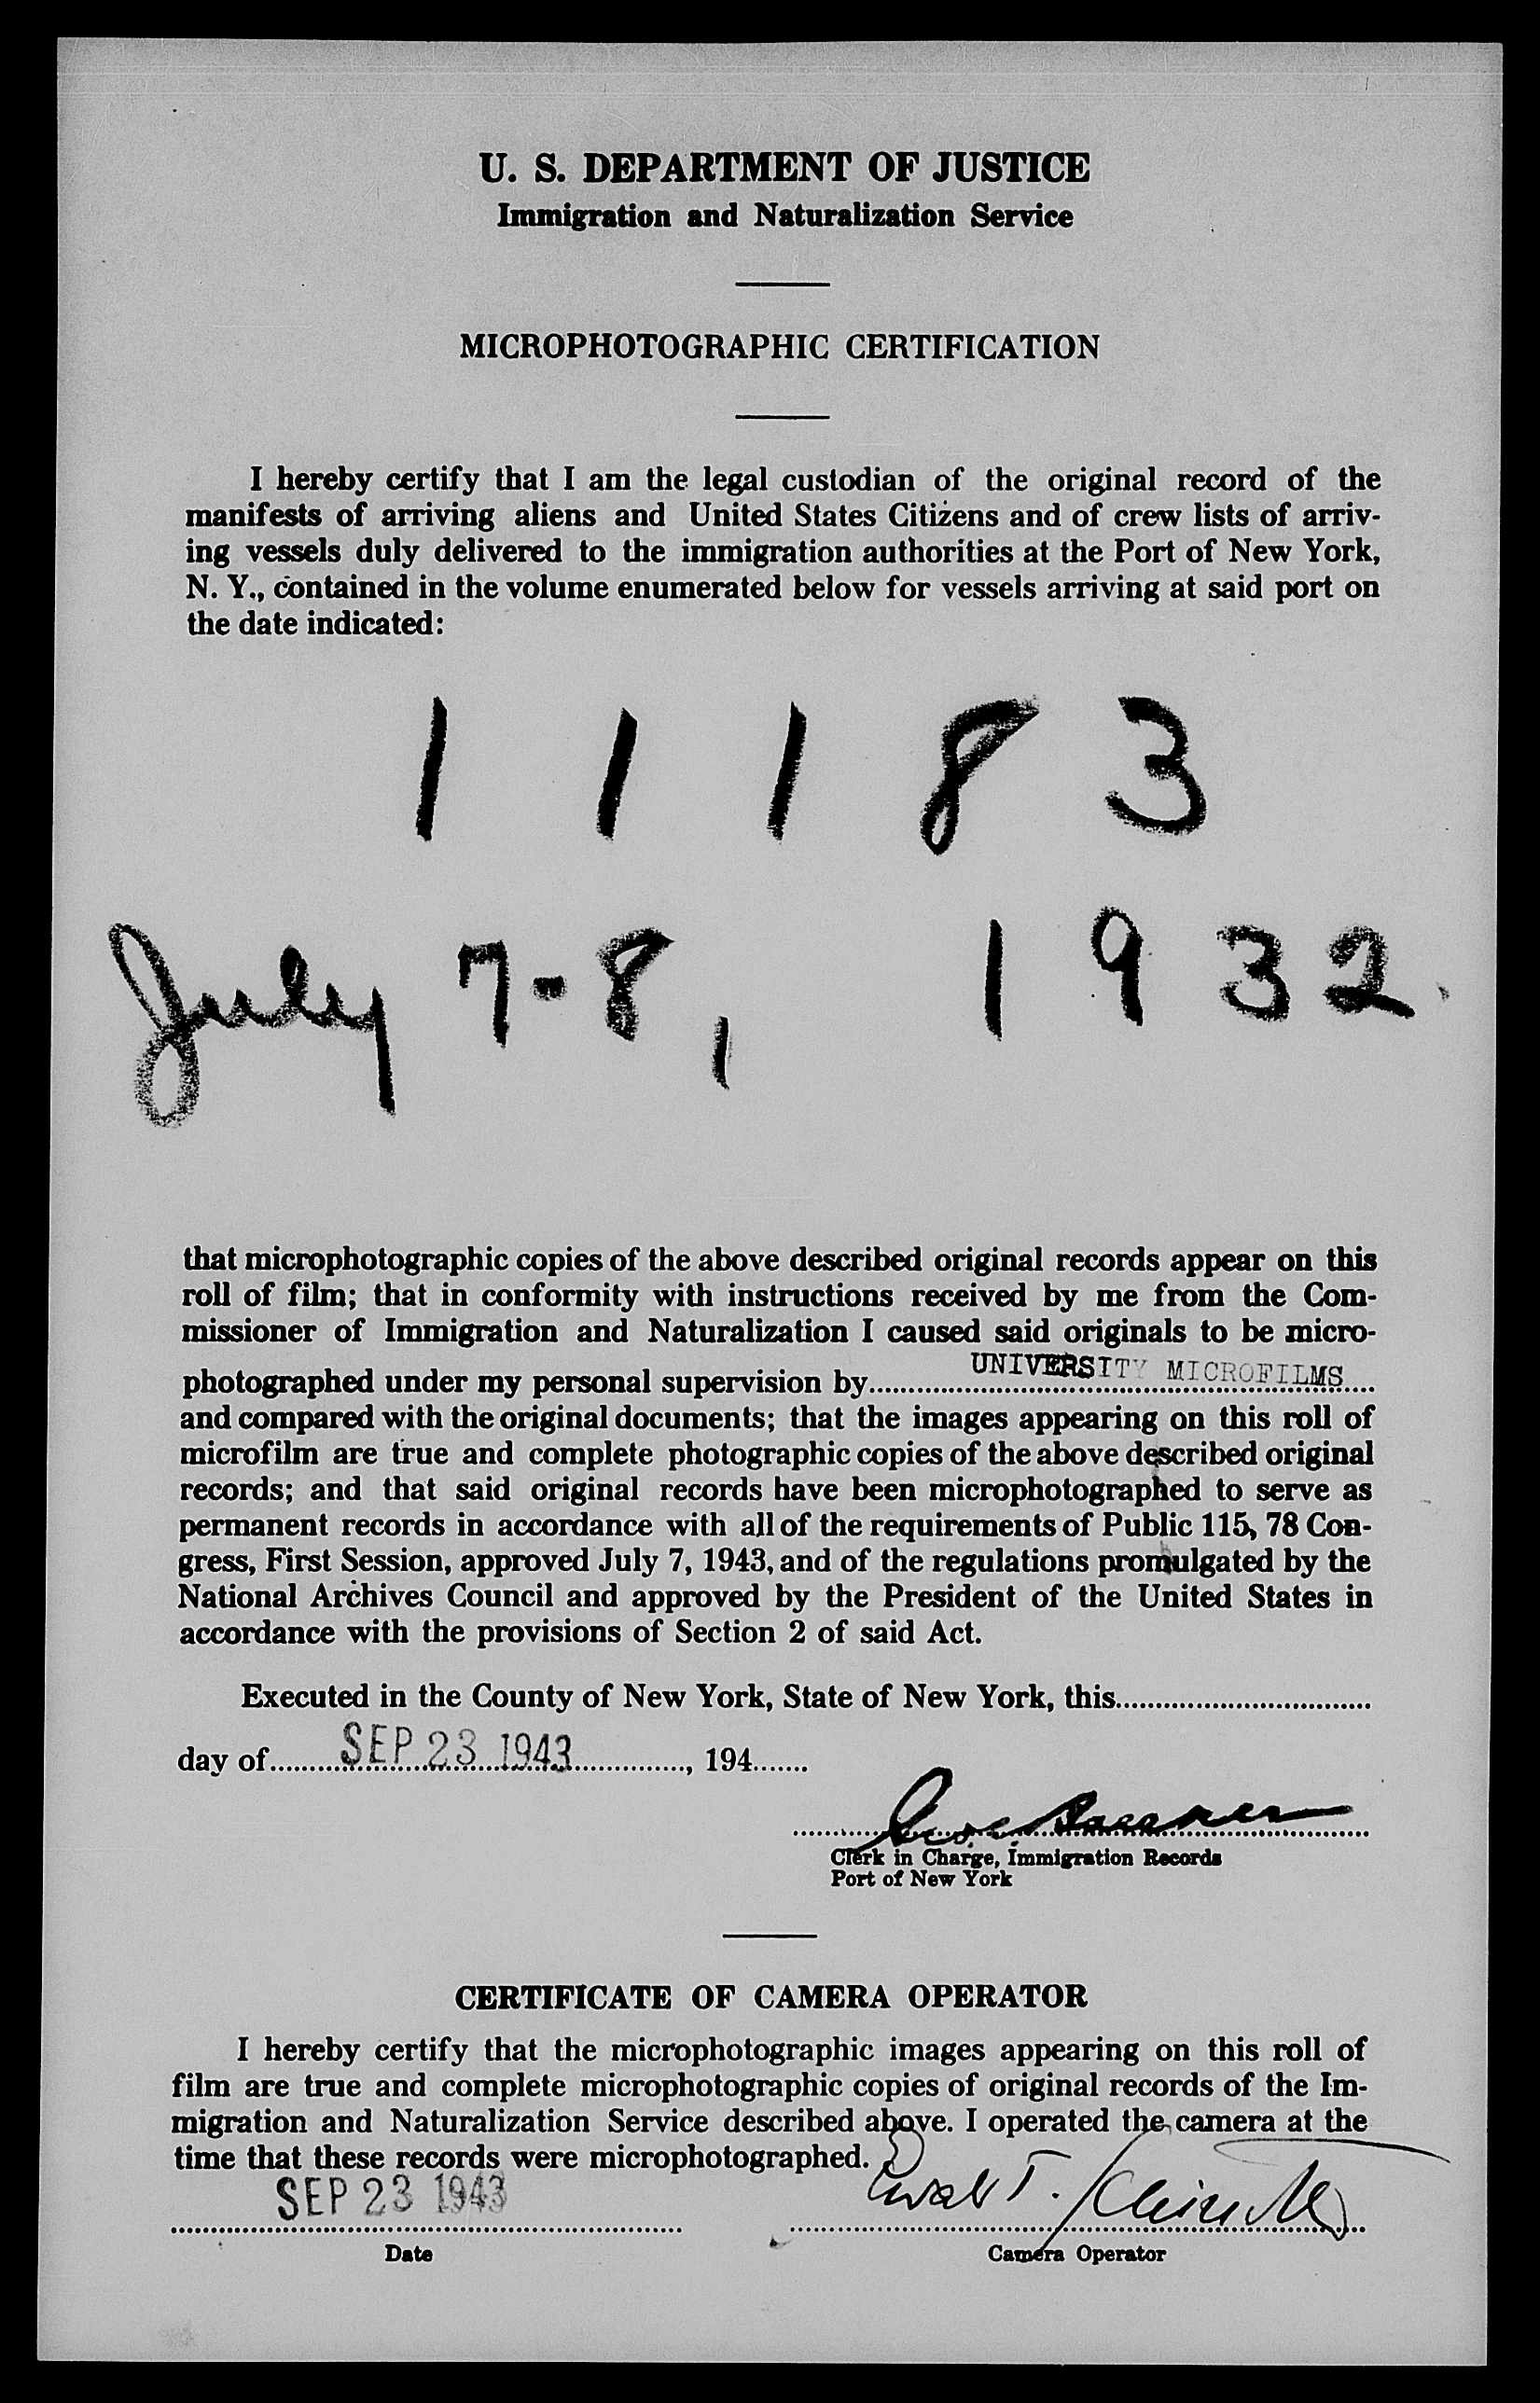 U. S. DEPARTMENT OF JUSTICE
Immigration and Naturalization Service
MICROPHOTOGRAPHIC CERTIFICATION
I hereby certify that I am the legal custodian of the original record of the
manifests of arriving aliens and United States Citizens and of crew lists of arriv-
ing vessels duly delivered to the immigration authorities at the Port of New York,
N. Y., contained in the volume enumerated below for vessels arriving at said port on
the date indicated:
1 1 1 8 3
July 7-8, 1932.
that microphotographic copies of the above described original records appear on this
roll of film; that in conformity with instructions received by me from the Com-
missioner of Immigration and Naturalization I caused said originals to be micro-
photographed under my personal supervision by UNIVERSITY MICROFILMS
and compared with the original documents; that the images appearing on this roll of
microfilm are true and complete photographic copies of the above described original
records; and that said original records have been microphotographed to serve as
permanent records in accordance with all of the requirements of Public 115, 78 Con-
gress, First Session, approved July 7, 1943, and of the regulations promulgated by the
National Archives Council and approved by the President of the United States in
accordance with the provisions of Section 2 of said Act.
Executed in the County of New York, State of New York, this
day of SEP 23 1943, 194
Clerk in Charge, Immigration Records
Port of New York
CERTIFICATE OF CAMERA OPERATOR
I hereby certify that the microphotographic images appearing on this roll of
film are true and complete microphotographic copies of original records of the Im-
migration and Naturalization Service described above. I operated the camera at the
time that these records were microphotographed.
SEP 23 1943
Date
Camera Operator